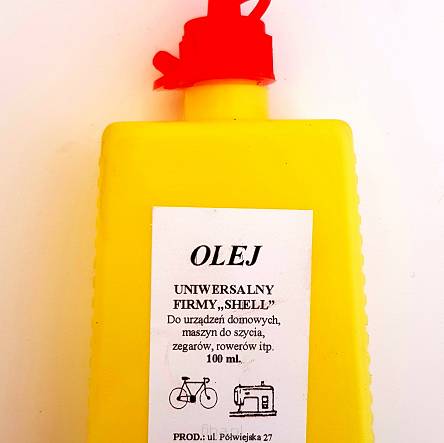 OLEJ
UNIWERSALNY
FIRMY„SHELL”
Do urządzeń domowych,
maszyn do szycia,
zegarów, rowerów itp.
100 ml.
PROD.: ul. Półwiejska 27